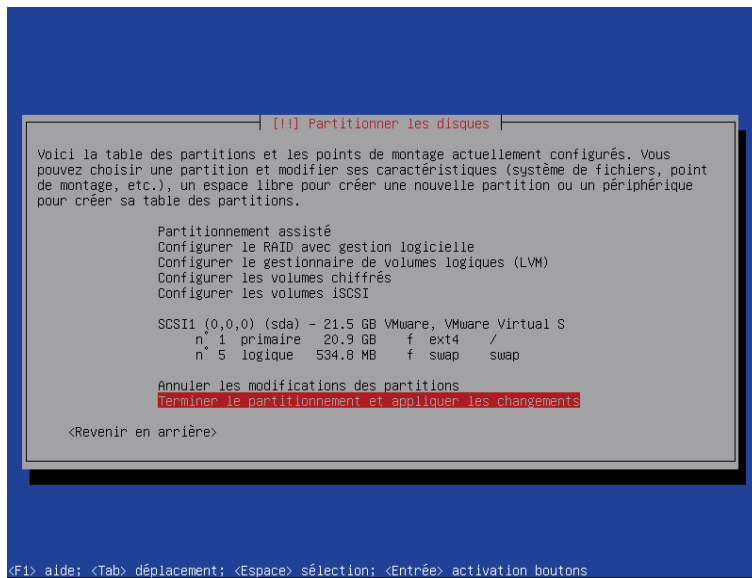 [!!] Partitionner les disques
Voici la table des partitions et les points de montage actuellement configurés. Vous
pouvez choisir une partition et modifier ses caractéristiques (système de fichiers, point
de montage, etc.), un espace libre pour créer une nouvelle partition ou un périphérique
pour créer sa table des partitions.
Partitionnement assisté
Configurer le RAID avec gestion logicielle
Configurer le gestionnaire de volumes logiques (LVM)
Configurer les volumes chiffrés
Configurer les volumes iSCSI
SCSI1 (0,0,0) (sda) - 21.5 GB VMware, VMware Virtual S
n° 1 primaire 20.9 GB f ext4 /
n° 5 logique 534.8 MB f swap swap
Annuler les modifications des partitions
Terminer le partitionnement et appliquer les changements
<Revenir en arrière>
<F1> aide; <Tab> déplacement; <Espace> sélection; <Entrée> activation boutons